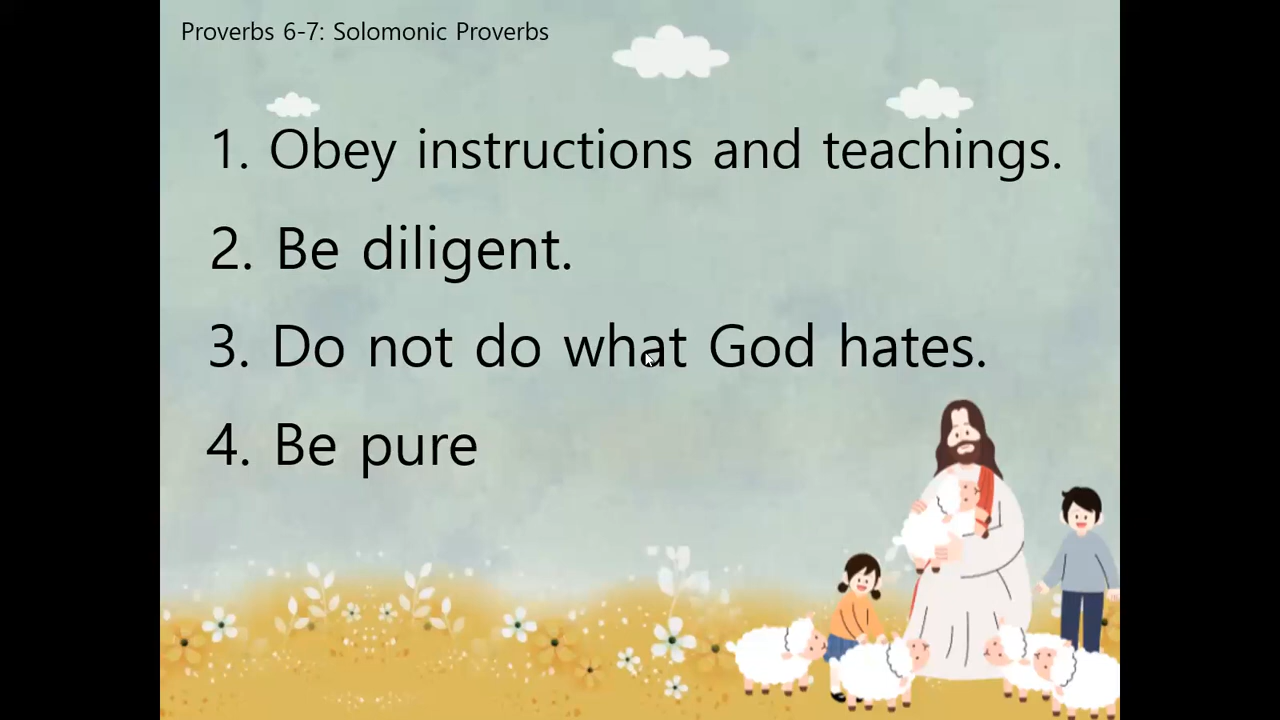 Proverbs 6-7: Solomonic Proverbs
1. Obey instructions and teachings.
2. Be diligent.
3. Do not do what God hates.
4. Be pure